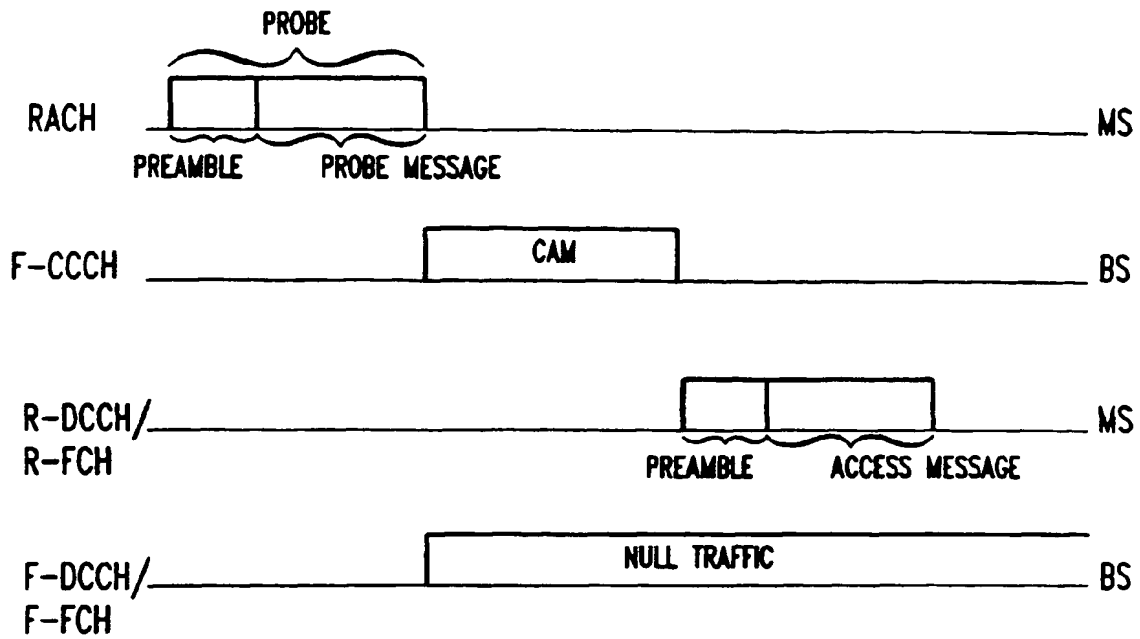 PROBE
RACH
MS
PREAMBLE
PROBE MESSAGE
F-CCCH
CAM
BS
R-DCCH/
R-FCH
MS
PREAMBLE
ACCESS MESSAGE
F-DCCH/
F-FCH
NULL TRAFFIC
BS